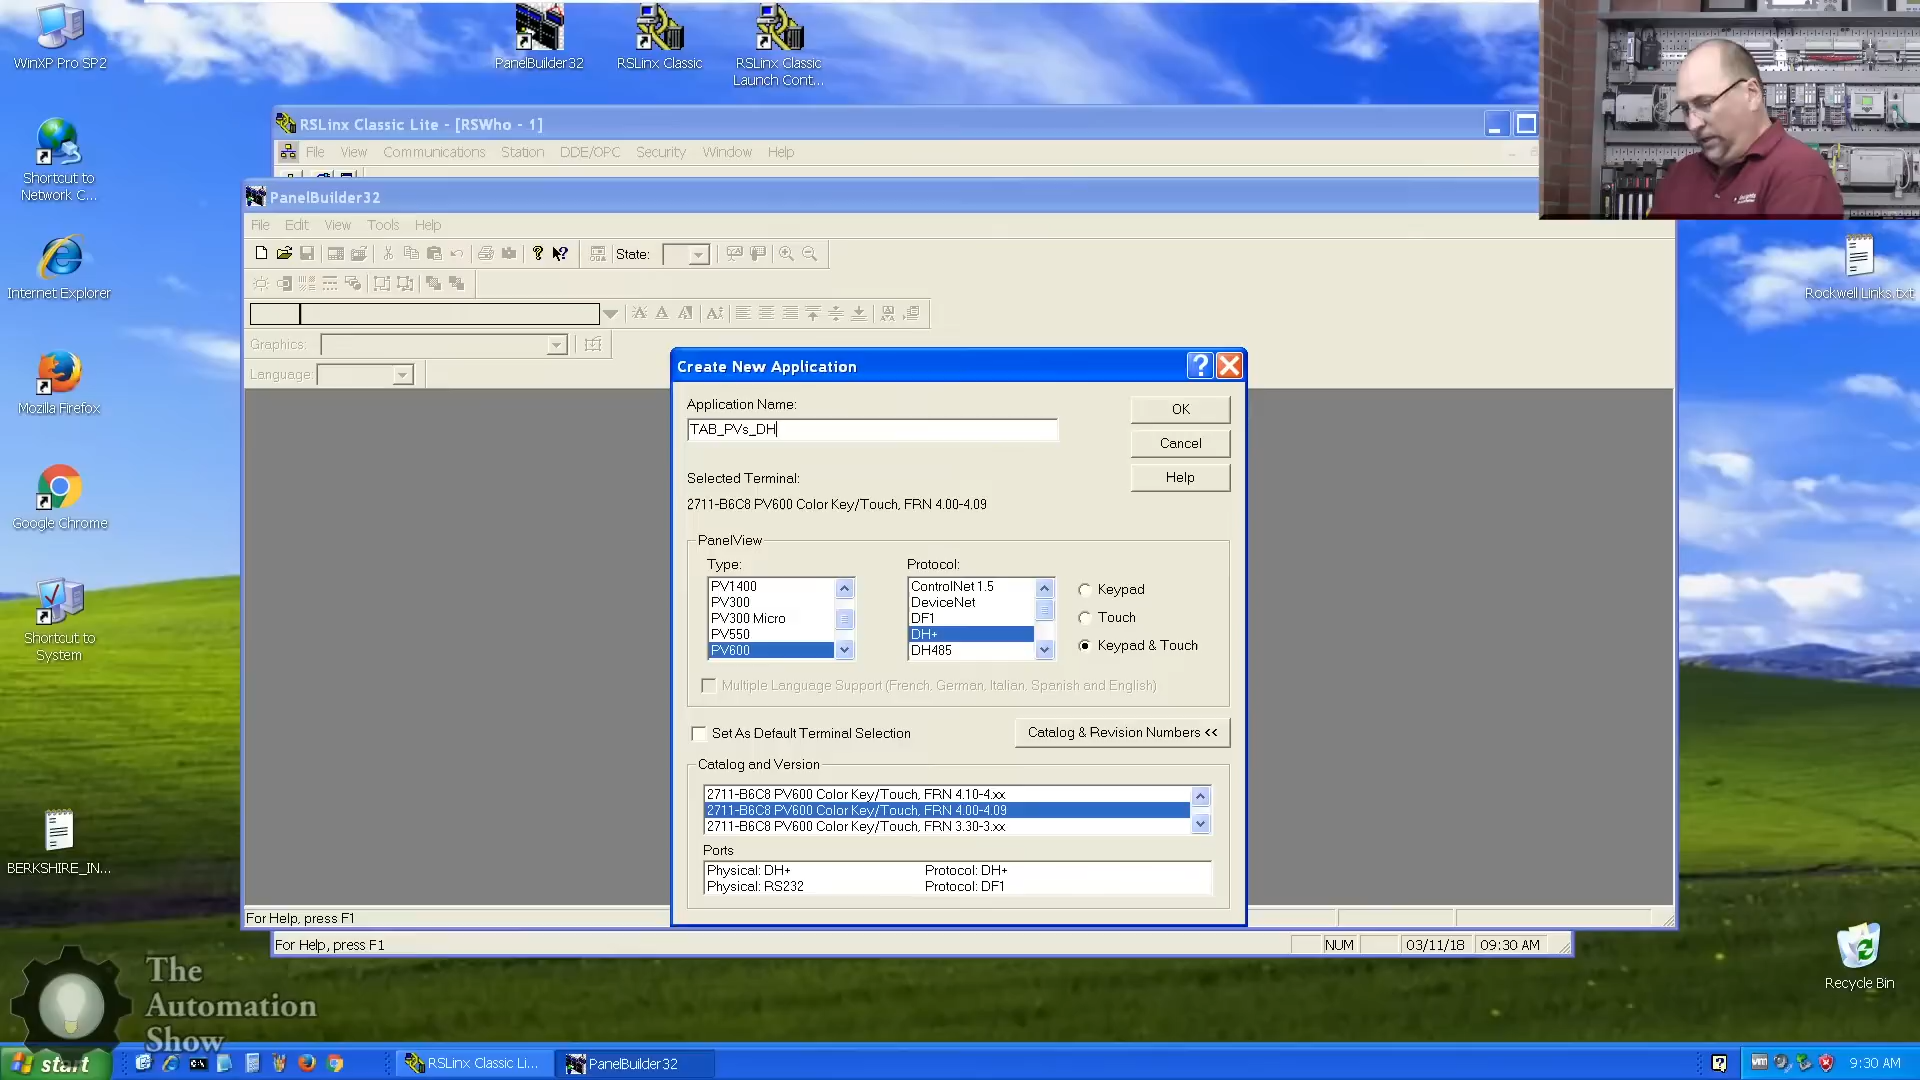 WinXP Pro SP2
PanelBuilder32
RSLinx Classic
RSLinx Classic
Launch Cont...
Shortcut to
Network C...
Internet Explorer
Mozilla Firefox
Google Chrome
Shortcut to
System
BERKSHIRE_IN...
Rockwell Links.txt
Recycle Bin
RSLinx Classic Lite - [RSWho - 1]
File View Communications Station DDE/OPC Security Window Help
PanelBuilder32
File Edit View Tools Help
State:
Graphics:
Language:
Create New Application
Application Name:
TAB_PVs_DH
OK
Cancel
Help
Selected Terminal:
2711-B6C8 PV600 Color Key/Touch, FRN 4.00-4.09
PanelView
Type:
PV1400
PV300
PV300 Micro
PV550
PV600
Protocol:
ControlNet 1.5
DeviceNet
DF1
DH+
DH485
Keypad
Touch
Keypad & Touch
Multiple Language Support (French, German, Italian, Spanish and English)
Set As Default Terminal Selection
Catalog & Revision Numbers <<
Catalog and Version
2711-B6C8 PV600 Color Key/Touch, FRN 4.10-4.xx
2711-B6C8 PV600 Color Key/Touch, FRN 4.00-4.09
2711-B6C8 PV600 Color Key/Touch, FRN 3.30-3.xx
Ports
Physical: DH+ Protocol: DH+
Physical: RS232 Protocol: DF1
For Help, press F1
For Help, press F1
NUM 03/11/18 09:30 AM
The
Automation
Show
start
RSLinx Classic Li...
PanelBuilder32
9:30 AM